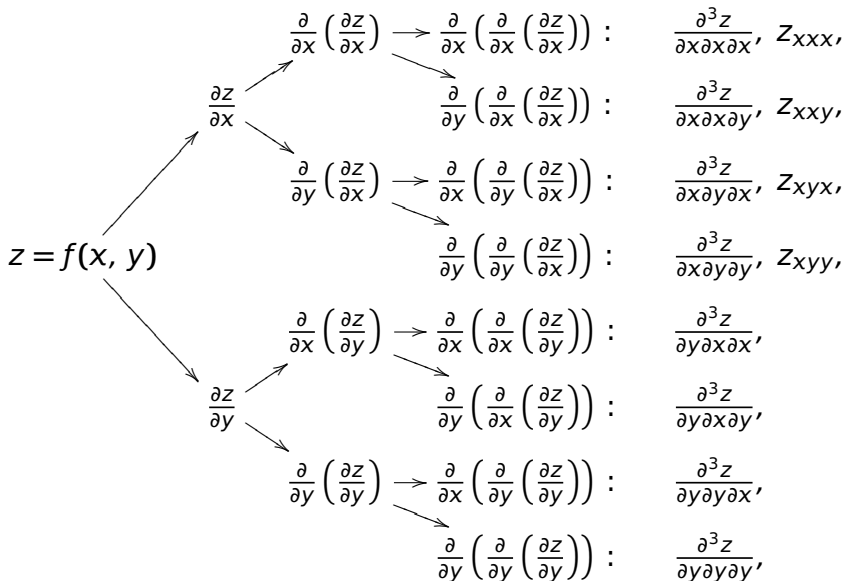 ∂/∂x (∂z/∂x) → ∂/∂x (∂/∂x (∂z/∂x)) : ∂³z/∂x∂x∂x, z_xxx,
∂z/∂x ∂/∂y (∂/∂x (∂z/∂x)) : ∂³z/∂x∂x∂y, z_xxy,
∂/∂y (∂z/∂x) → ∂/∂x (∂/∂y (∂z/∂x)) : ∂³z/∂x∂y∂x, z_xyx,
z = f(x, y) ∂/∂y (∂/∂y (∂z/∂x)) : ∂³z/∂x∂y∂y, z_xyy,
∂/∂x (∂z/∂y) → ∂/∂x (∂/∂x (∂z/∂y)) : ∂³z/∂y∂x∂x,
∂z/∂y ∂/∂y (∂/∂x (∂z/∂y)) : ∂³z/∂y∂x∂y,
∂/∂y (∂z/∂y) → ∂/∂x (∂/∂y (∂z/∂y)) : ∂³z/∂y∂y∂x,
∂/∂y (∂/∂y (∂z/∂y)) : ∂³z/∂y∂y∂y,